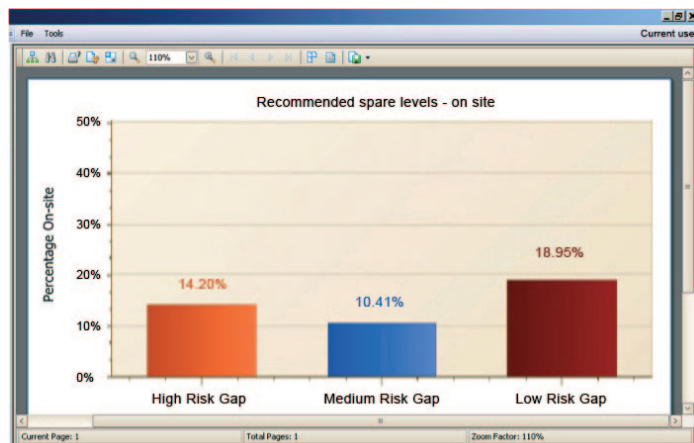 File Tools Current use
110%
Recommended spare levels - on site
Percentage On-site
50%
40%
30%
20%
10%
0%
14.20%
10.41%
18.95%
High Risk Gap Medium Risk Gap Low Risk Gap
Current Page: 1 Total Pages: 1 Zoom Factor: 110%